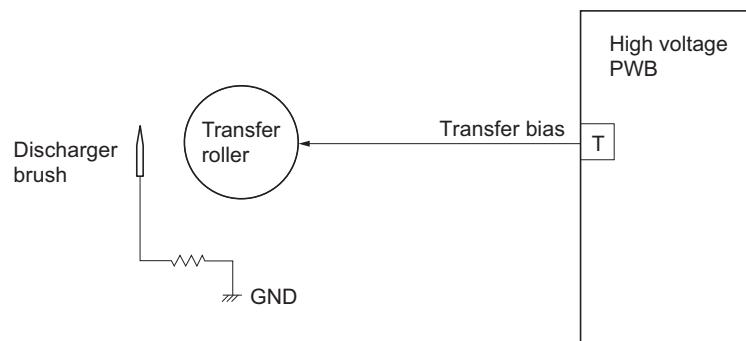 High voltage
PWB
Transfer
roller
Transfer bias
T
Discharger
brush
GND